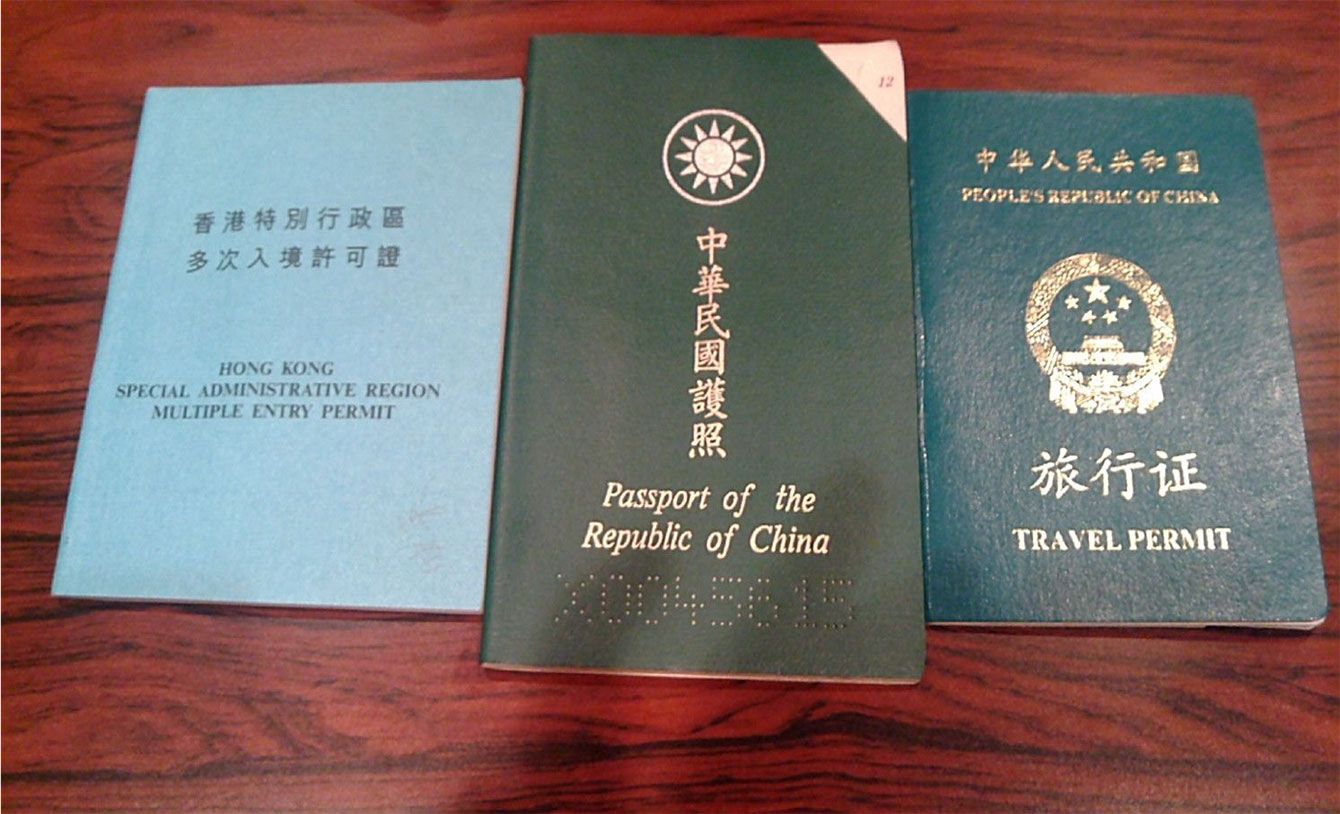 香港特別行政區
多次入境許可證
HONG KONG
SPECIAL ADMINISTRATIVE REGION
MULTIPLE ENTRY PERMIT
12
中華民國護照
Passport of the
Republic of China
X0045615
中华人民共和国
PEOPLE'S REPUBLIC OF CHINA
旅行证
TRAVEL PERMIT